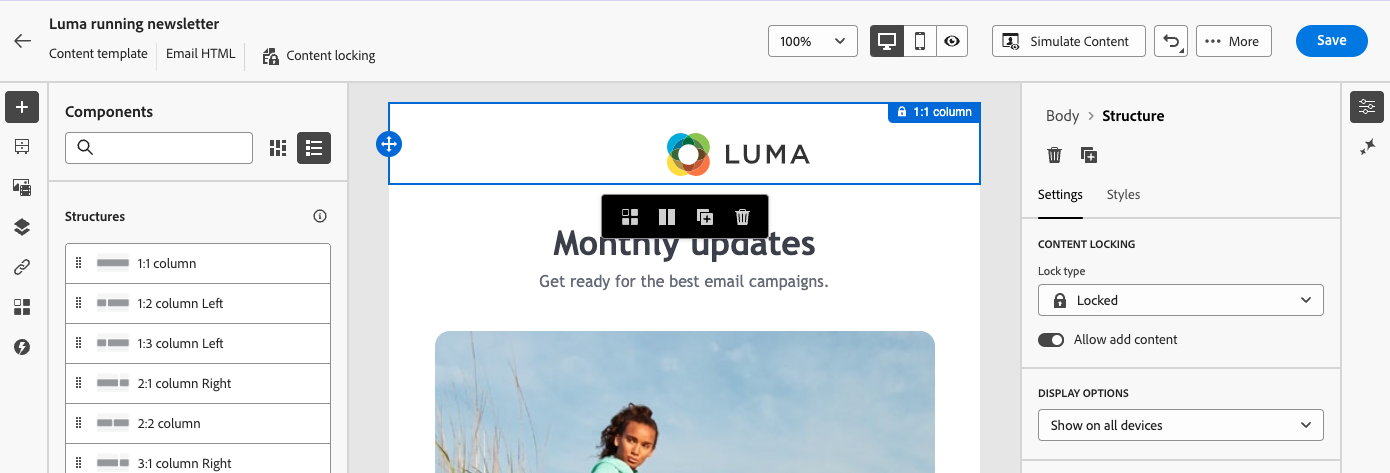 Luma running newsletter
Content template
Email HTML
Content locking
100%
Simulate Content
More
Save
Components
Structures
1:1 column
1:2 column Left
1:3 column Left
2:1 column Right
2:2 column
3:1 column Right
1:1 column
LUMA
Monthly updates
Get ready for the best email campaigns.
Body > Structure
Settings
Styles
CONTENT LOCKING
Lock type
Locked
Allow add content
DISPLAY OPTIONS
Show on all devices